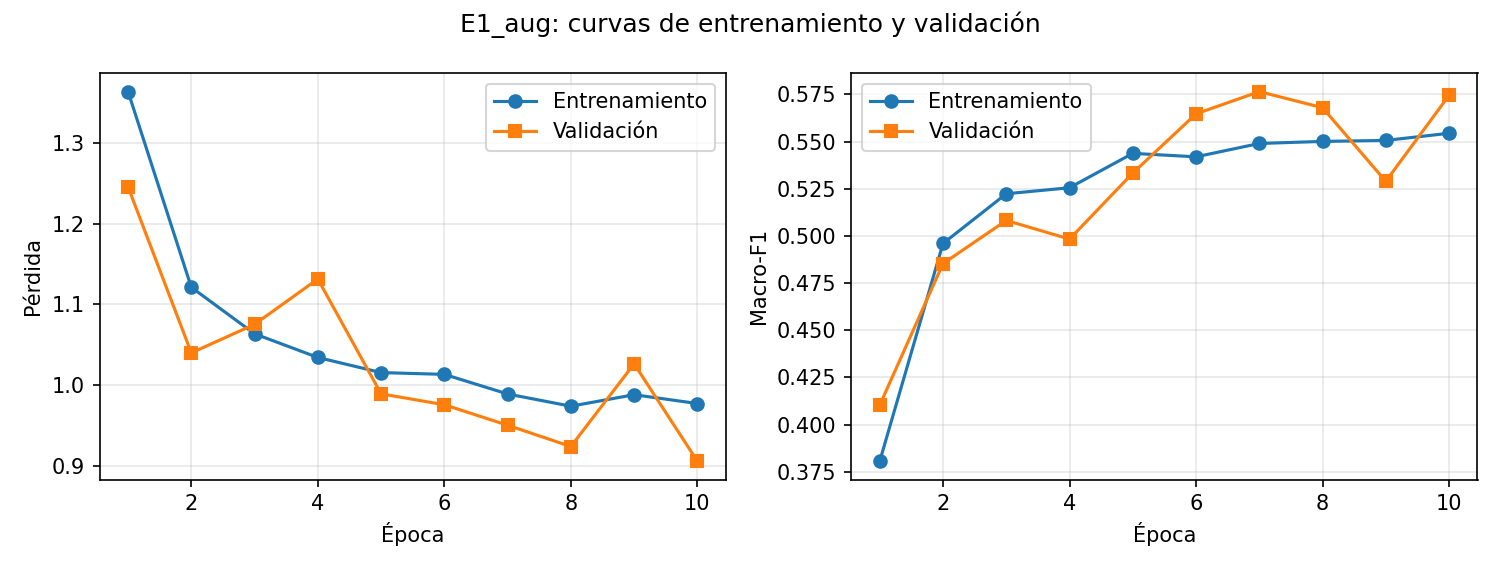 E1_aug: curvas de entrenamiento y validación
Entrenamiento
Validación
1.3
1.2
1.1
1.0
0.9
Pérdida
2 4 6 8 10
Época
Entrenamiento
Validación
0.575
0.550
0.525
0.500
0.475
0.450
0.425
0.400
0.375
Macro-F1
2 4 6 8 10
Época